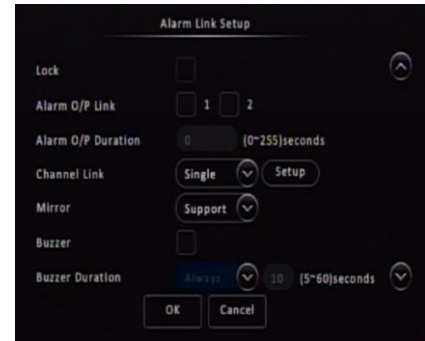 Alarm Link Setup
Lock
Alarm O/P Link 1 2
Alarm O/P Duration 0 (0~255)seconds
Channel Link Single Setup
Mirror Support
Buzzer
Buzzer Duration Always 10 (5~60)seconds
OK Cancel